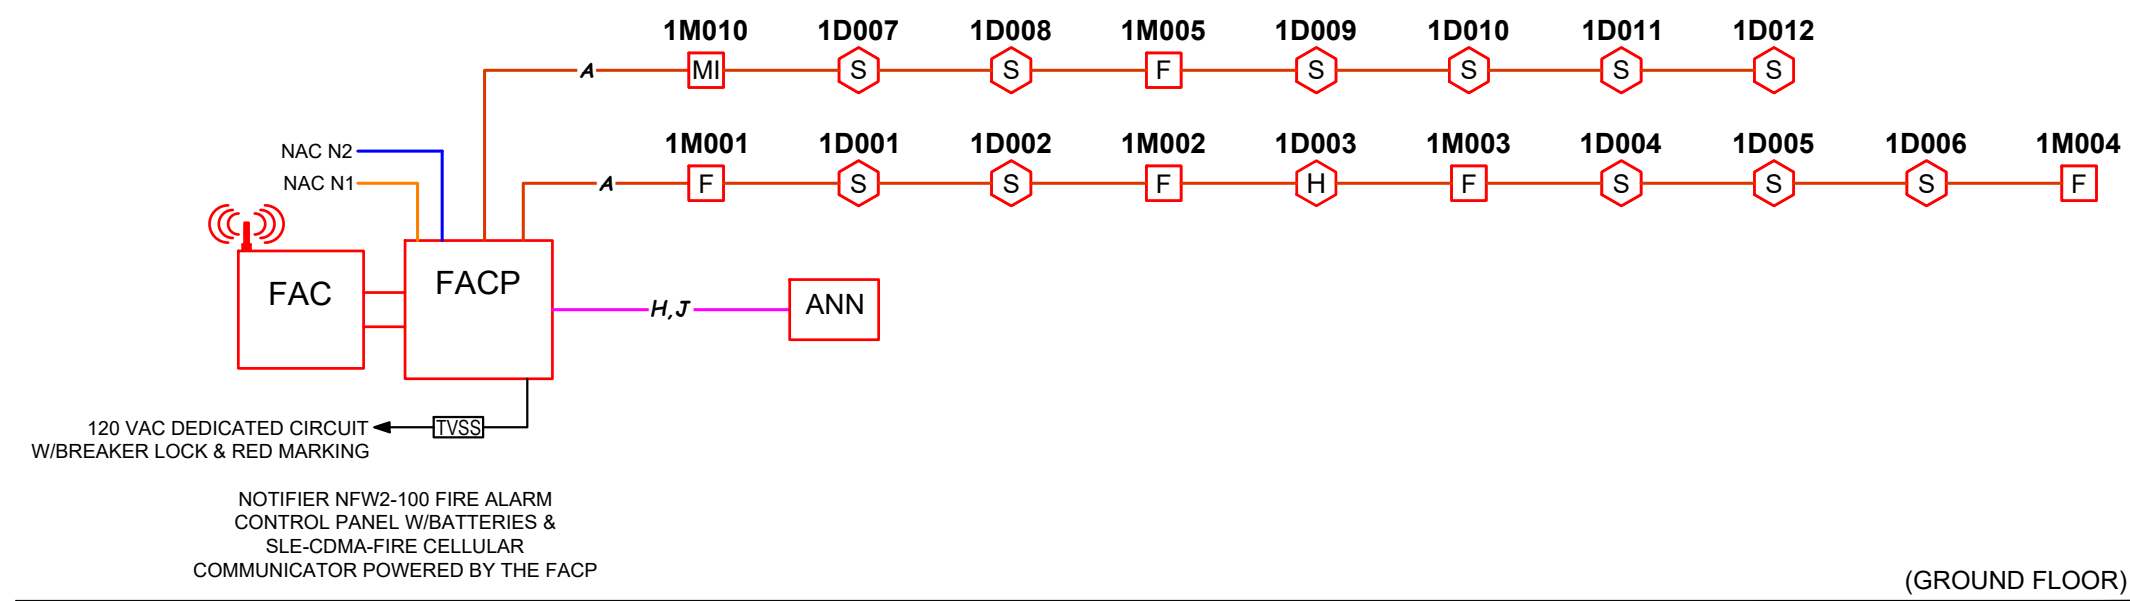 1M010 1D007 1D008 1M005 1D009 1D010 1D011 1D012
A MI S S F S S S S
1M001 1D001 1D002 1M002 1D003 1M003 1D004 1D005 1D006 1M004
NAC N2
NAC N1 A F S S F H F S S S F
FAC FACP ANN
H,J
120 VAC DEDICATED CIRCUIT TVSS
W/BREAKER LOCK & RED MARKING
NOTIFIER NFW2-100 FIRE ALARM
CONTROL PANEL W/BATTERIES &
SLE-CDMA-FIRE CELLULAR
COMMUNICATOR POWERED BY THE FACP
(GROUND FLOOR)